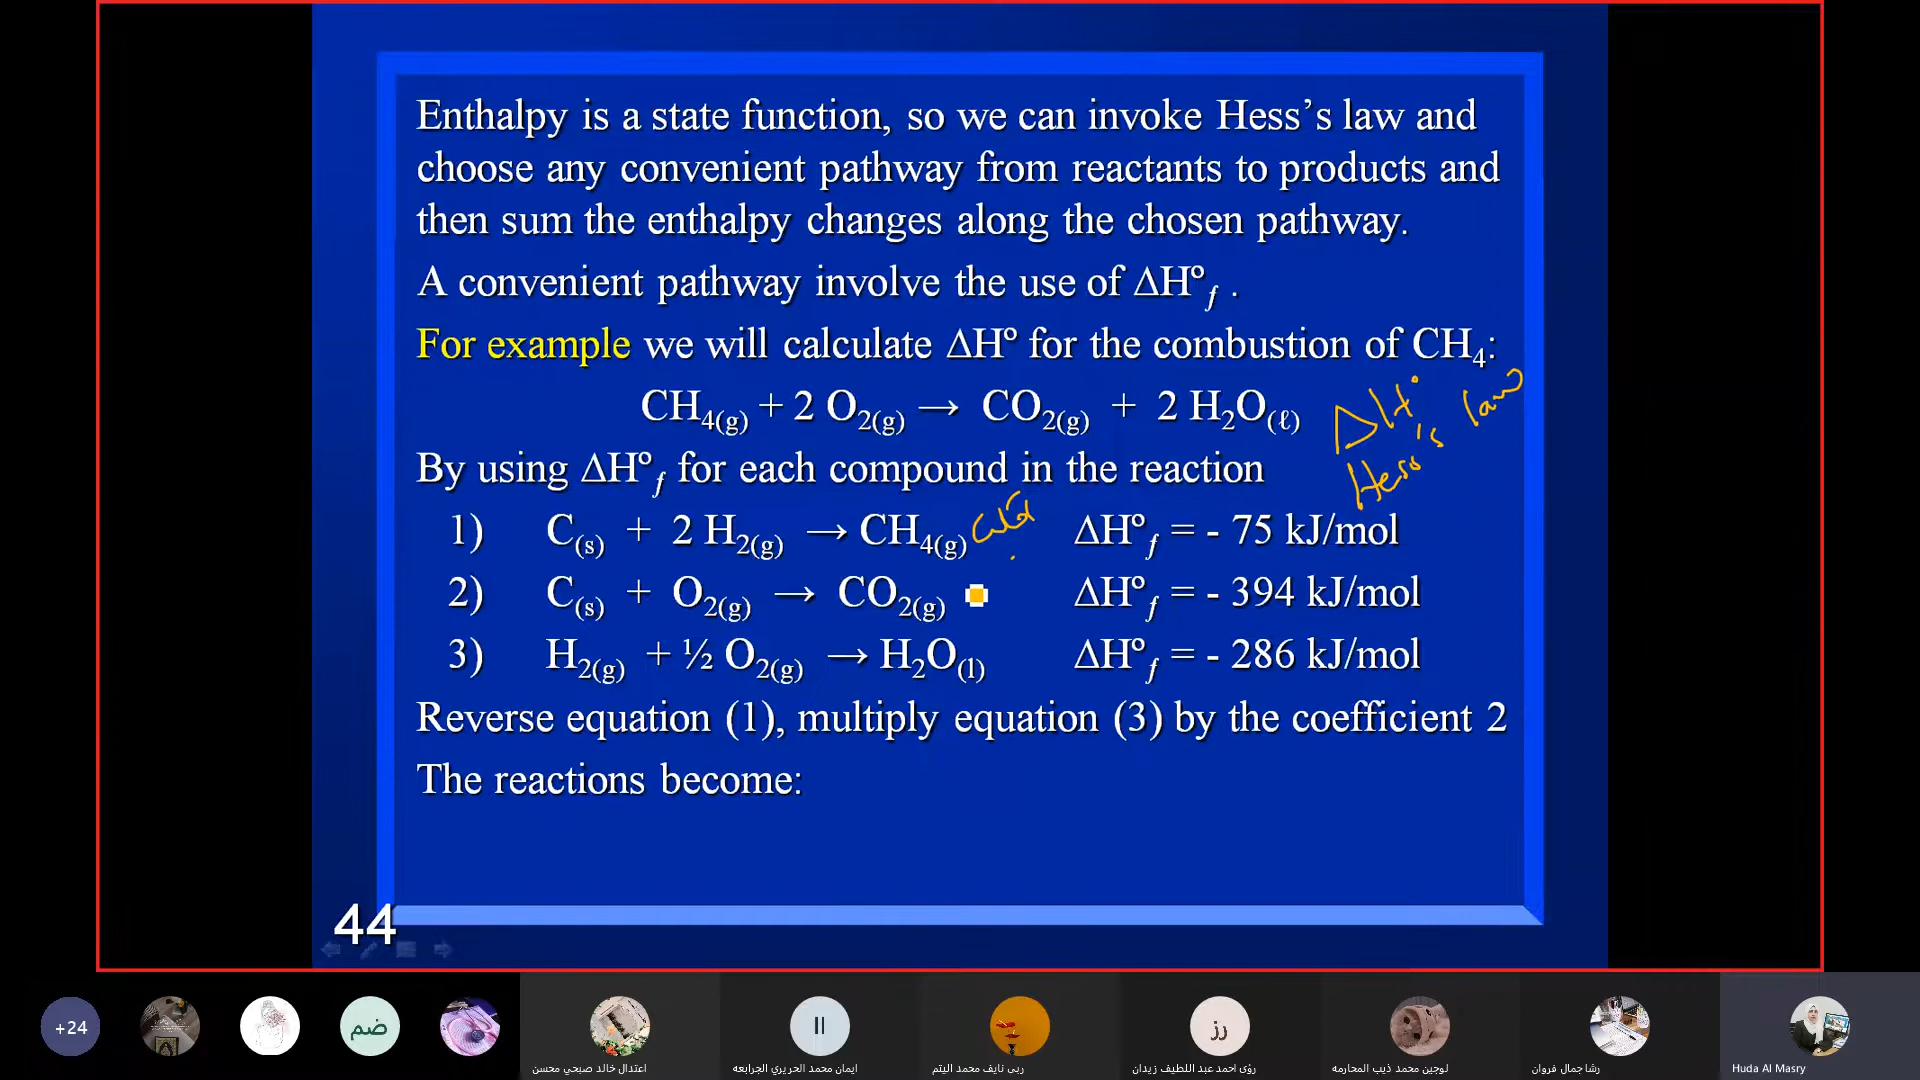 Enthalpy is a state function, so we can invoke Hess’s law and
choose any convenient pathway from reactants to products and
then sum the enthalpy changes along the chosen pathway.
A convenient pathway involve the use of ΔHº f .
For example we will calculate ΔHº for the combustion of CH4:
CH4(g) + 2 O2(g) → CO2(g) + 2 H2O(ℓ)
ΔH°
Hess's law
By using ΔHº f for each compound in the reaction
1) C(s) + 2 H2(g) → CH4(g) ΔHº f = - 75 kJ/mol
2) C(s) + O2(g) → CO2(g) ΔHº f = - 394 kJ/mol
3) H2(g) + ½ O2(g) → H2O(l) ΔHº f = - 286 kJ/mol
Reverse equation (1), multiply equation (3) by the coefficient 2
The reactions become:
44
+24
ضم
رز
اعتدال خالد صبحي محسن
ايمان محمد الحريري الجرابعه
ربى نايف محمد اليتم
رؤى احمد عبد اللطيف زيدان
لوجين محمد ذيب المحارمه
رشا جمال فروان
Huda Al Masry